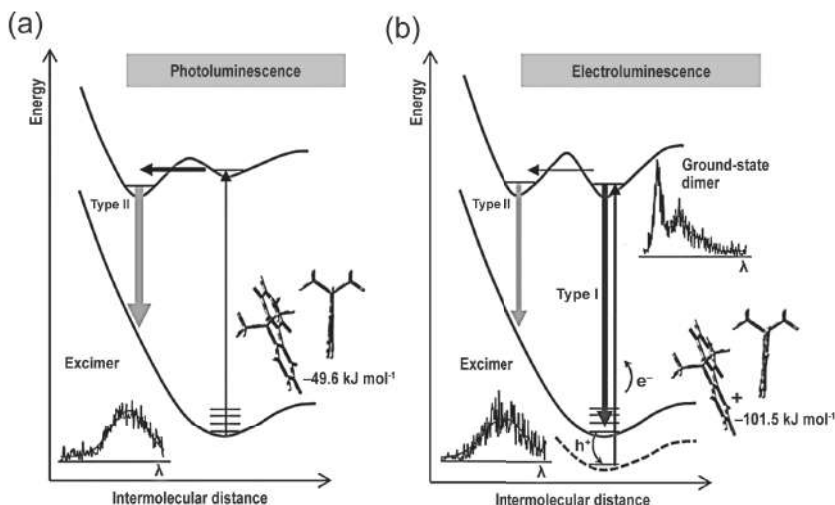 (a)
Photoluminescence
Energy
Type II
Excimer
λ
–49.6 kJ mol⁻¹
Intermolecular distance
(b)
Electroluminescence
Energy
Ground-state
dimer
λ
Type II
Type I
Excimer
λ
e⁻
h⁺
+
–101.5 kJ mol⁻¹
Intermolecular distance